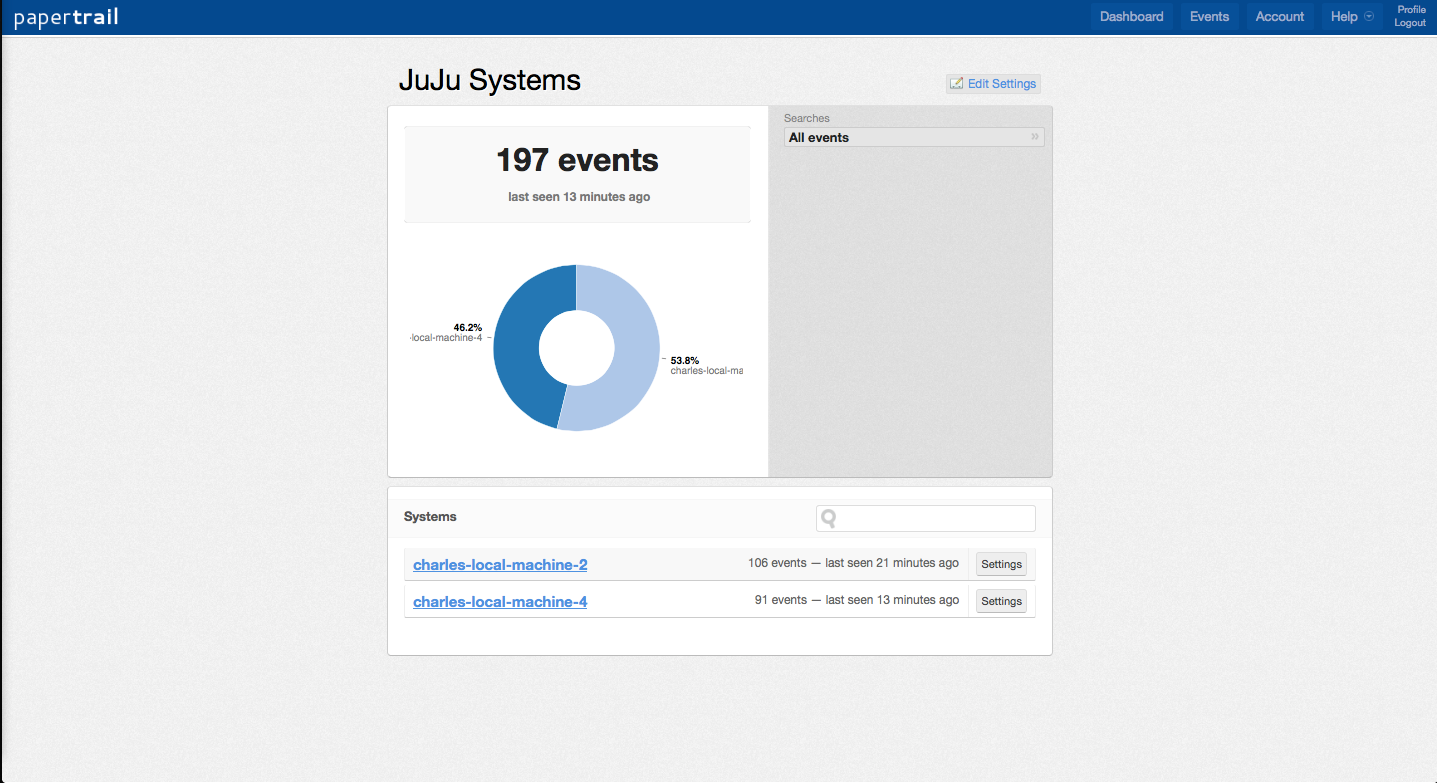 papertrail
Dashboard
Events
Account
Help
Profile
Logout
JuJu Systems
Edit Settings
197 events
last seen 13 minutes ago
Searches
All events »
46.2%
-local-machine-4
53.8%
charles-local-ma
Systems
charles-local-machine-2
106 events — last seen 21 minutes ago
Settings
charles-local-machine-4
91 events — last seen 13 minutes ago
Settings